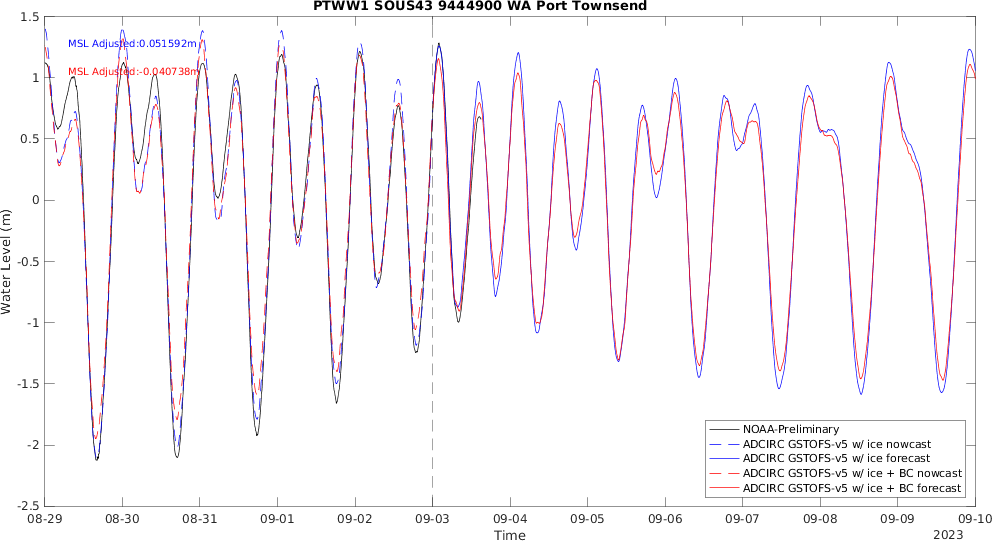 PTWW1 SOUS43 9444900 WA Port Townsend
MSL Adjusted:0.051592m
MSL Adjusted:-0.040738m
Water Level (m)
1.5
1
0.5
0
-0.5
-1
-1.5
-2
-2.5
NOAA-Preliminary
ADCIRC GSTOFS-v5 w/ ice nowcast
ADCIRC GSTOFS-v5 w/ ice forecast
ADCIRC GSTOFS-v5 w/ ice + BC nowcast
ADCIRC GSTOFS-v5 w/ ice + BC forecast
08-29 08-30 08-31 09-01 09-02 09-03 09-04 09-05 09-06 09-07 09-08 09-09 09-10
Time
2023